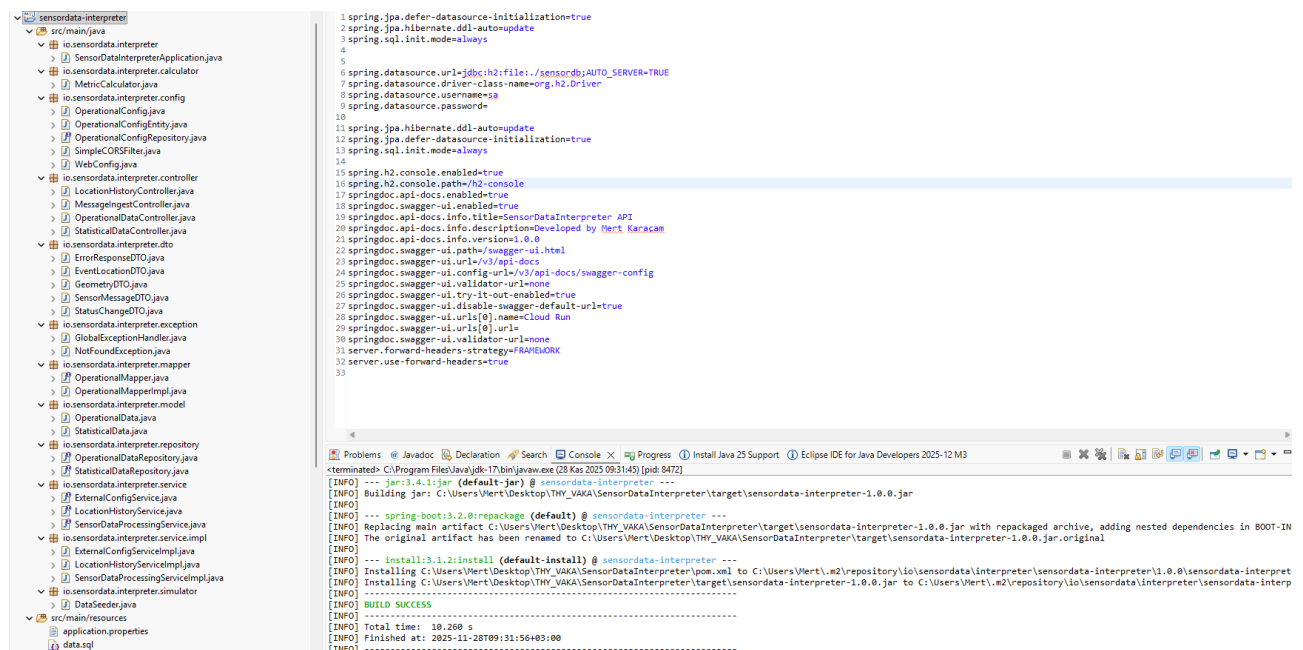 sensordata-interpreter
src/main/java
io.sensordata.interpreter
SensorDataInterpreterApplication.java
io.sensordata.interpreter.calculator
MetricCalculator.java
io.sensordata.interpreter.config
OperationalConfig.java
OperationalConfigEntity.java
OperationalConfigRepository.java
SimpleCORSFilter.java
WebConfig.java
io.sensordata.interpreter.controller
LocationHistoryController.java
MessageIngestController.java
OperationalDataController.java
StatisticalDataController.java
io.sensordata.interpreter.dto
ErrorResponseDTO.java
EventLocationDTO.java
GeometryDTO.java
SensorMessageDTO.java
StatusChangeDTO.java
io.sensordata.interpreter.exception
GlobalExceptionHandler.java
NotFoundException.java
io.sensordata.interpreter.mapper
OperationalMapper.java
OperationalMapperImpl.java
io.sensordata.interpreter.model
OperationalData.java
StatisticalData.java
io.sensordata.interpreter.repository
OperationalDataRepository.java
StatisticalDataRepository.java
io.sensordata.interpreter.service
ExternalConfigService.java
LocationHistoryService.java
SensorDataProcessingService.java
io.sensordata.interpreter.service.impl
ExternalConfigServiceImpl.java
LocationHistoryServiceImpl.java
SensorDataProcessingServiceImpl.java
io.sensordata.interpreter.simulator
DataSeeder.java
src/main/resources
application.properties
data.sql
1 spring.jpa.defer-datasource-initialization=true
2 spring.jpa.hibernate.ddl-auto=update
3 spring.sql.init.mode=always
4
5
6 spring.datasource.url=jdbc:h2:file:./sensordb;AUTO_SERVER=TRUE
7 spring.datasource.driver-class-name=org.h2.Driver
8 spring.datasource.username=sa
9 spring.datasource.password=
10
11 spring.jpa.hibernate.ddl-auto=update
12 spring.jpa.defer-datasource-initialization=true
13 spring.sql.init.mode=always
14
15 spring.h2.console.enabled=true
16 spring.h2.console.path=/h2-console
17 springdoc.api-docs.enabled=true
18 springdoc.swagger-ui.enabled=true
19 springdoc.api-docs.info.title=SensorDataInterpreter API
20 springdoc.api-docs.info.description=Developed by Mert Karaçam
21 springdoc.api-docs.info.version=1.0.0
22 springdoc.swagger-ui.path=/swagger-ui.html
23 springdoc.swagger-ui.url=/v3/api-docs
24 springdoc.swagger-ui.config-url=/v3/api-docs/swagger-config
25 springdoc.swagger-ui.validator-url=none
26 springdoc.swagger-ui.try-it-out-enabled=true
27 springdoc.swagger-ui.disable-swagger-default-url=true
28 springdoc.swagger-ui.urls[0].name=Cloud Run
29 springdoc.swagger-ui.urls[0].url=
30 springdoc.swagger-ui.validator-url=none
31 server.forward-headers-strategy=FRAMEWORK
32 server.use-forward-headers=true
33
Problems @ Javadoc Declaration Search Console Progress Install Java 25 Support Eclipse IDE for Java Developers 2025-12 M3
<terminated> C:\Program Files\Java\jdk-17\bin\javaw.exe (28 Kas 2025 09:31:45) [pid: 8472]
[INFO] --- jar:3.4.1:jar (default-jar) @ sensordata-interpreter ---
[INFO] Building jar: C:\Users\Mert\Desktop\THY_VAKA\SensorDataInterpreter\target\sensordata-interpreter-1.0.0.jar
[INFO]
[INFO] --- spring-boot:3.2.0:repackage (default) @ sensordata-interpreter ---
[INFO] Replacing main artifact C:\Users\Mert\Desktop\THY_VAKA\SensorDataInterpreter\target\sensordata-interpreter-1.0.0.jar with repackaged archive, adding nested dependencies in BOOT-IN
[INFO] The original artifact has been renamed to C:\Users\Mert\Desktop\THY_VAKA\SensorDataInterpreter\target\sensordata-interpreter-1.0.0.jar.original
[INFO]
[INFO] --- install:3.1.2:install (default-install) @ sensordata-interpreter ---
[INFO] Installing C:\Users\Mert\Desktop\THY_VAKA\SensorDataInterpreter\pom.xml to C:\Users\Mert\.m2\repository\io\sensordata\interpreter\sensordata-interpreter\1.0.0\sensordata-interpret
[INFO] Installing C:\Users\Mert\Desktop\THY_VAKA\SensorDataInterpreter\target\sensordata-interpreter-1.0.0.jar to C:\Users\Mert\.m2\repository\io\sensordata\interpreter\sensordata-interp
[INFO] ------------------------------------------------------------------------
[INFO] BUILD SUCCESS
[INFO] ------------------------------------------------------------------------
[INFO] Total time:  10.260 s
[INFO] Finished at: 2025-11-28T09:31:56+03:00
[INFO] ------------------------------------------------------------------------